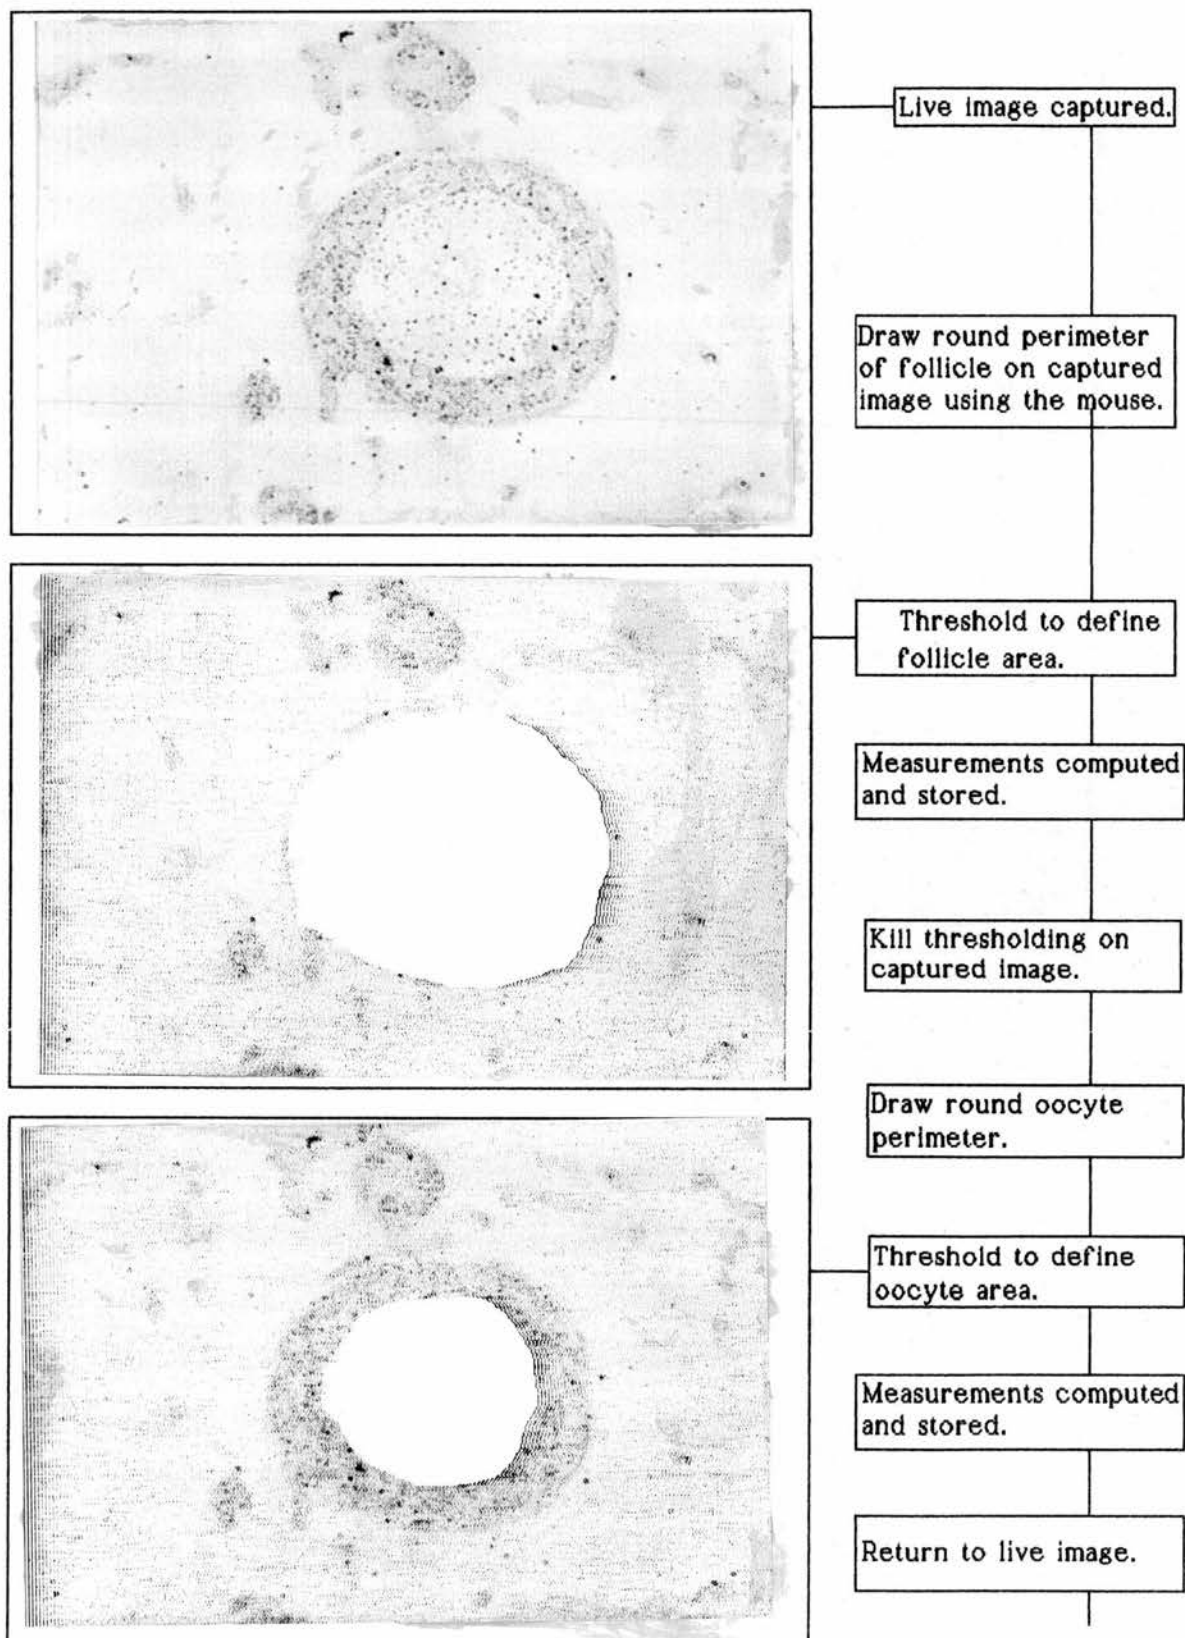 Live image captured.
Draw round perimeter
of follicle on captured
image using the mouse.
Threshold to define
follicle area.
Measurements computed
and stored.
Kill thresholding on
captured image.
Draw round oocyte
perimeter.
Threshold to define
oocyte area.
Measurements computed
and stored.
Return to live image.